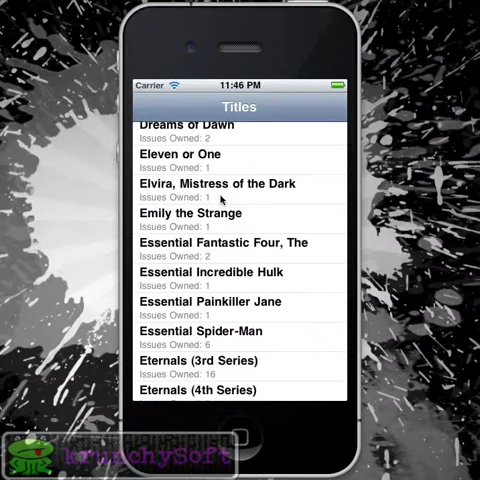 Carrier 11:46 PM
Titles
Dreams of Dawn
Issues Owned: 2
Eleven or One
Issues Owned: 1
Elvira, Mistress of the Dark
Issues Owned: 1
Emily the Strange
Issues Owned: 1
Essential Fantastic Four, The
Issues Owned: 2
Essential Incredible Hulk
Issues Owned: 1
Essential Painkiller Jane
Issues Owned: 1
Essential Spider-Man
Issues Owned: 6
Eternals (3rd Series)
Issues Owned: 16
Eternals (4th Series)
krunchySoft